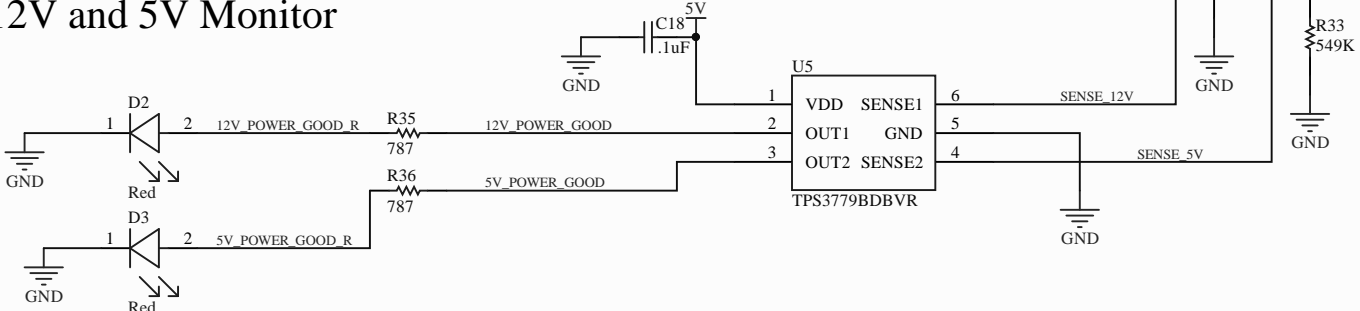 12V and 5V Monitor
5V
C18
.1uF
GND
R33
549K
GND
GND
U5
1 VDD SENSE1 6 SENSE_12V
2 OUT1 GND 5
3 OUT2 SENSE2 4 SENSE_5V
TPS3779BDBVR
GND
D2
1 2 12V_POWER_GOOD_R R35 12V_POWER_GOOD
787
GND
Red
R36 5V_POWER_GOOD
787
D3
1 2 5V_POWER_GOOD_R
GND
Red